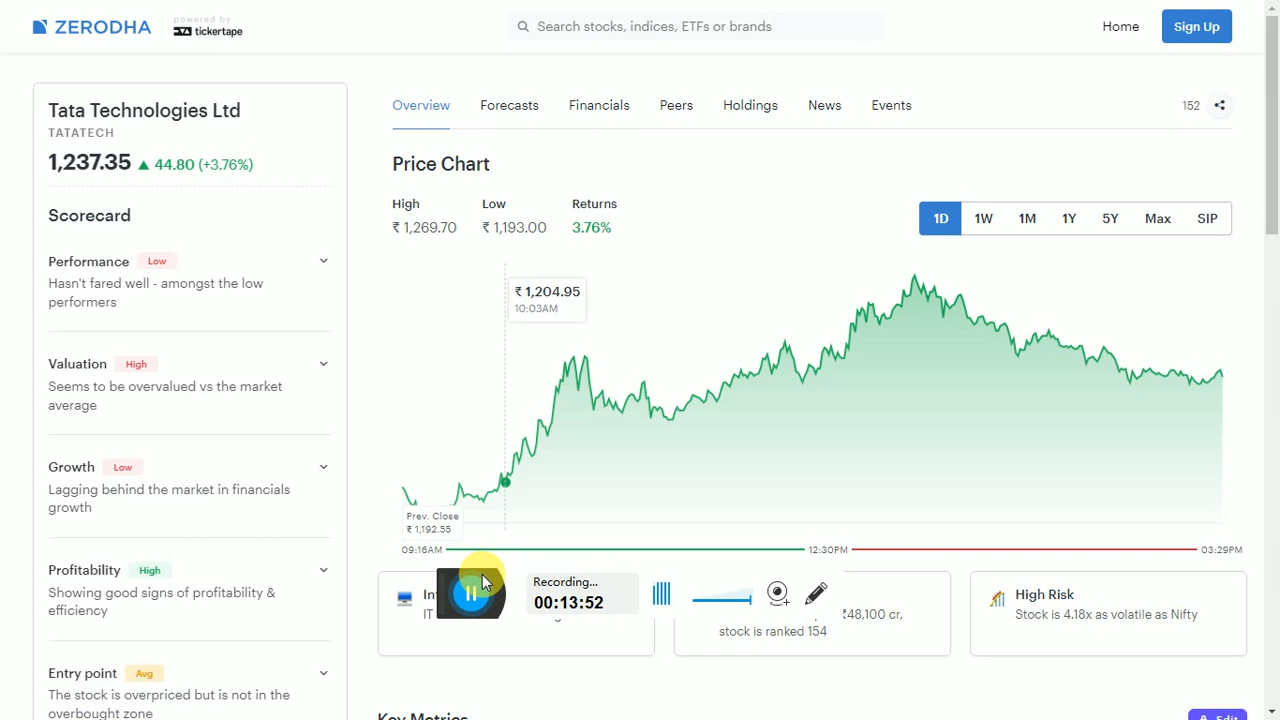 ZERODHA
powered by
tickertape
Search stocks, indices, ETFs or brands
Home
Sign Up
Tata Technologies Ltd
TATATECH
1,237.35 ▲ 44.80 (+3.76%)
Scorecard
Performance Low
Hasn't fared well - amongst the low
performers
Valuation High
Seems to be overvalued vs the market
average
Growth Low
Lagging behind the market in financials
growth
Profitability High
Showing good signs of profitability &
efficiency
Entry point Avg
The stock is overpriced but is not in the
overbought zone
Overview Forecasts Financials Peers Holdings News Events
152
Price Chart
High Low Returns
₹ 1,269.70 ₹ 1,193.00 3.76%
1D 1W 1M 1Y 5Y Max SIP
₹ 1,204.95
10:03AM
Prev. Close
₹ 1,192.55
09:16AM 12:30PM 03:29PM
Recording...
00:13:52
IT
₹48,100 cr,
stock is ranked 154
High Risk
Stock is 4.18x as volatile as Nifty
Key Metrics
Edit